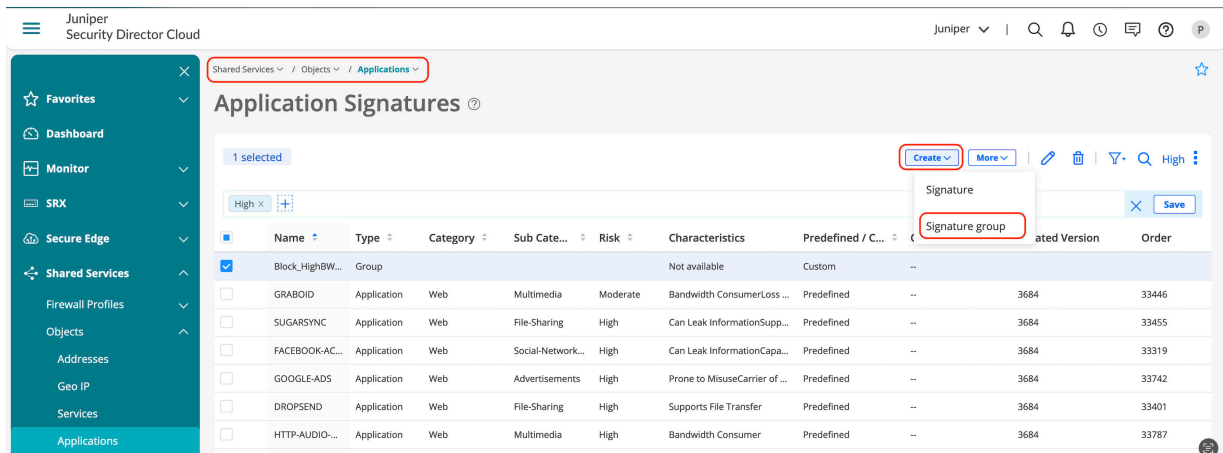 Juniper
Security Director Cloud
Juniper
P
Shared Services / Objects / Applications
Favorites
Application Signatures
Dashboard
1 selected
Create
More
High
Monitor
Signature
High
Save
SRX
Signature group
Secure Edge
Name Type Category Sub Cate... Risk Characteristics Predefined / C... ated Version Order
Shared Services
Block_HighBW... Group Not available Custom --
Firewall Profiles
GRABOID Application Web Multimedia Moderate Bandwidth ConsumerLoss ... Predefined -- 3684 33446
Objects
SUGARSYNC Application Web File-Sharing High Can Leak InformationSupp... Predefined -- 3684 33455
Addresses
FACEBOOK-AC... Application Web Social-Network... High Can Leak InformationCapa... Predefined -- 3684 33319
Geo IP
GOOGLE-ADS Application Web Advertisements High Prone to MisuseCarrier of ... Predefined -- 3684 33742
Services
DROPSEND Application Web File-Sharing High Supports File Transfer Predefined -- 3684 33401
Applications
HTTP-AUDIO-... Application Web Multimedia High Bandwidth Consumer Predefined -- 3684 33787